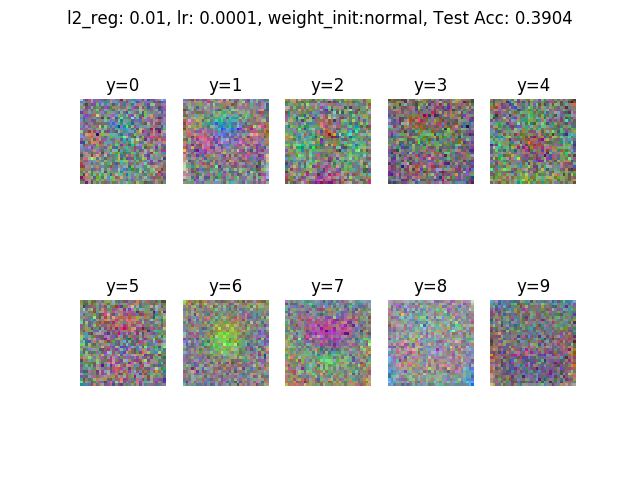 l2_reg: 0.01, lr: 0.0001, weight_init:normal, Test Acc: 0.3904
y=0 y=1 y=2 y=3 y=4
y=5 y=6 y=7 y=8 y=9